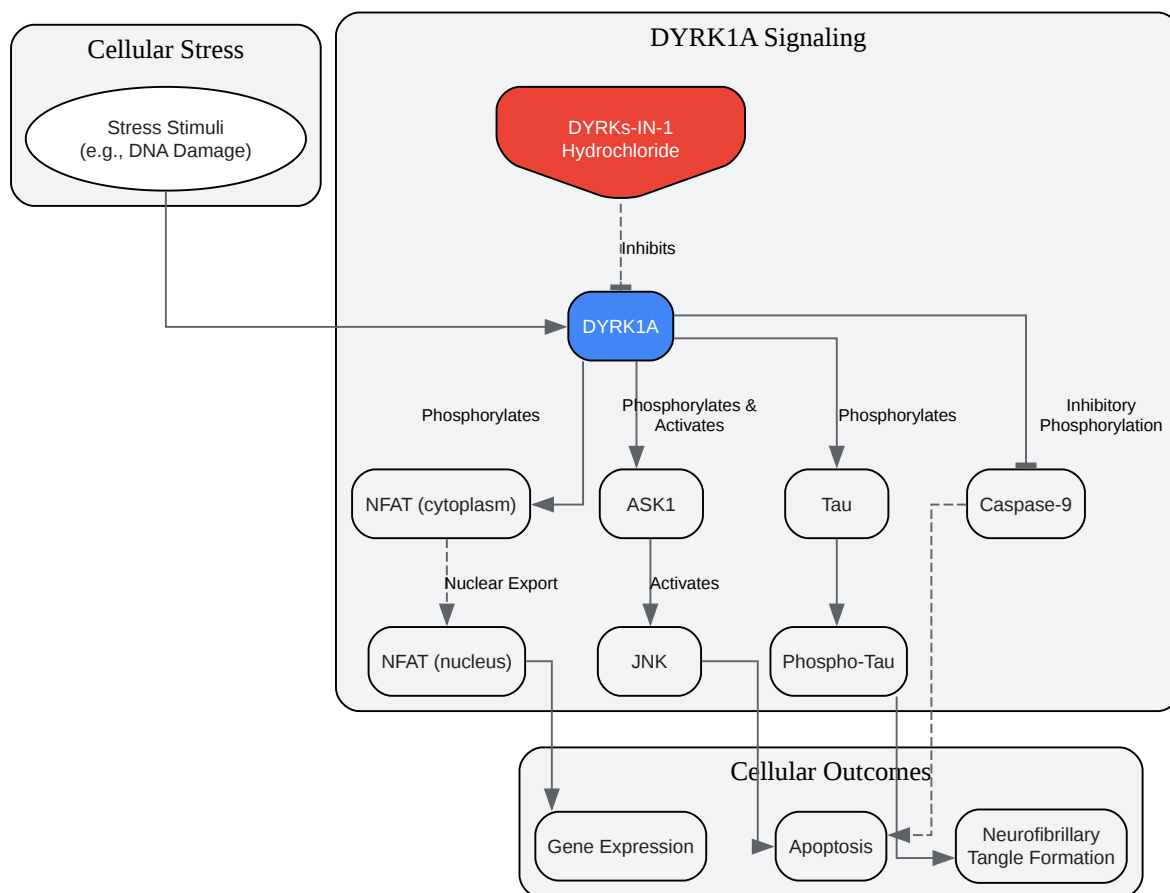 Cellular Stress
DYRK1A Signaling
Stress Stimuli
(e.g., DNA Damage)
DYRKs-IN-1
Hydrochloride
Inhibits
DYRK1A
Phosphorylates
Phosphorylates &
Activates
Phosphorylates
Inhibitory
Phosphorylation
NFAT (cytoplasm)
ASK1
Tau
Caspase-9
Nuclear Export
Activates
NFAT (nucleus)
JNK
Phospho-Tau
Cellular Outcomes
Gene Expression
Apoptosis
Neurofibrillary
Tangle Formation